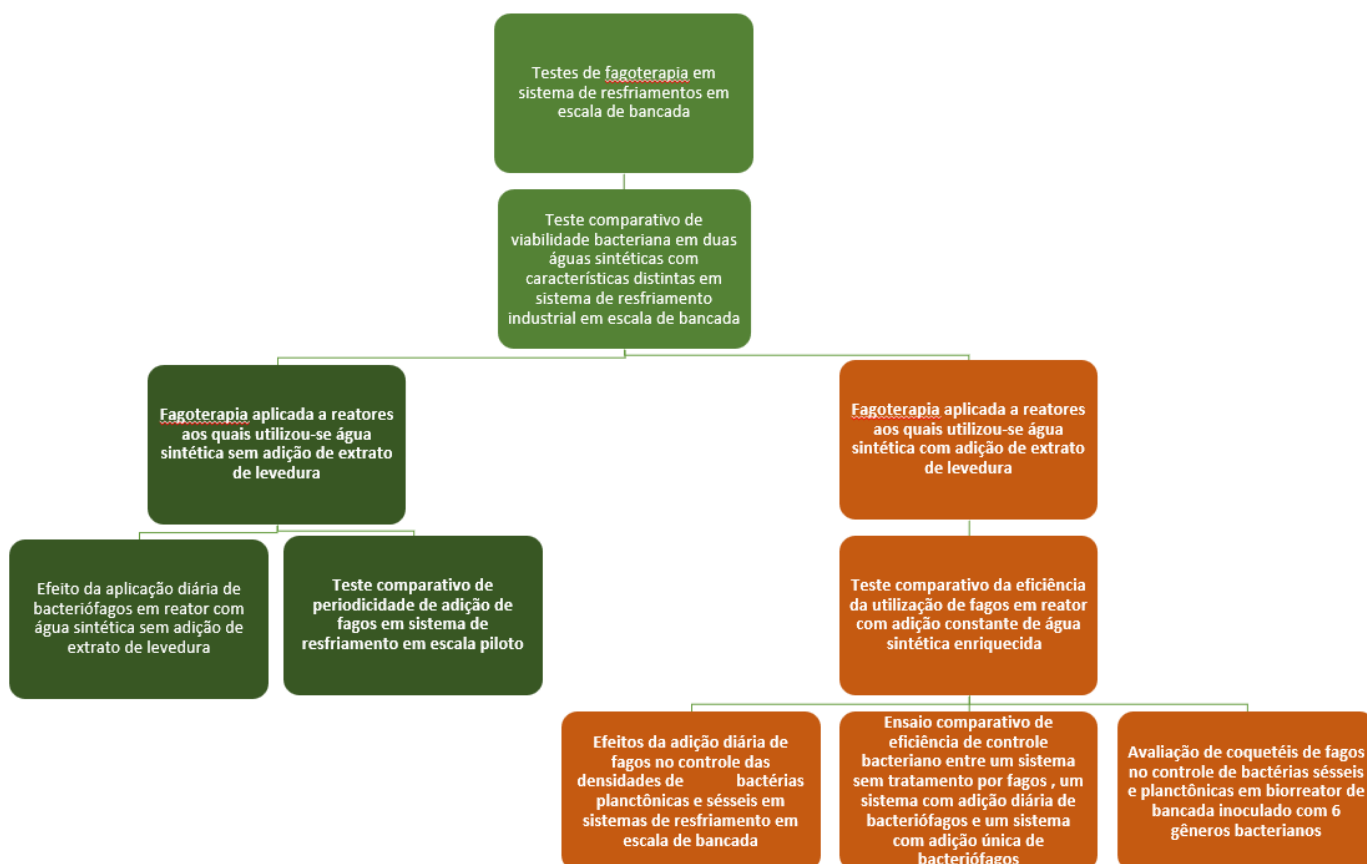 Testes de fagoterapia em
sistema de resfriamentos em
escala de bancada
Teste comparativo de
viabilidade bacteriana em duas
águas sintéticas com
características distintas em
sistema de resfriamento
industrial em escala de bancada
Fagoterapia aplicada a reatores
aos quais utilizou-se água
sintética sem adição de extrato
de levedura
Fagoterapia aplicada a reatores
aos quais utilizou-se água
sintética com adição de extrato
de levedura
Efeito da aplicação diária de
bacteriófagos em reator com
água sintética sem adição de
extrato de levedura
Teste comparativo de
periodicidade de adição de
fagos em sistema de
resfriamento em escala piloto
Teste comparativo da eficiência
da utilização de fagos em reator
com adição constante de água
sintética enriquecida
Efeitos da adição diária de
fagos no controle das
densidades de bactérias
planctônicas e sésseis em
sistemas de resfriamento em
escala de bancada
Ensaio comparativo de
eficiência de controle
bacteriano entre um sistema
sem tratamento por fagos , um
sistema com adição diária de
bacteriófagos e um sistema
com adição única de
bacteriófagos
Avaliação de coquetéis de fagos
no controle de bactérias sésseis
e planctônicas em biorreator de
bancada inoculado com 6
gêneros bacterianos